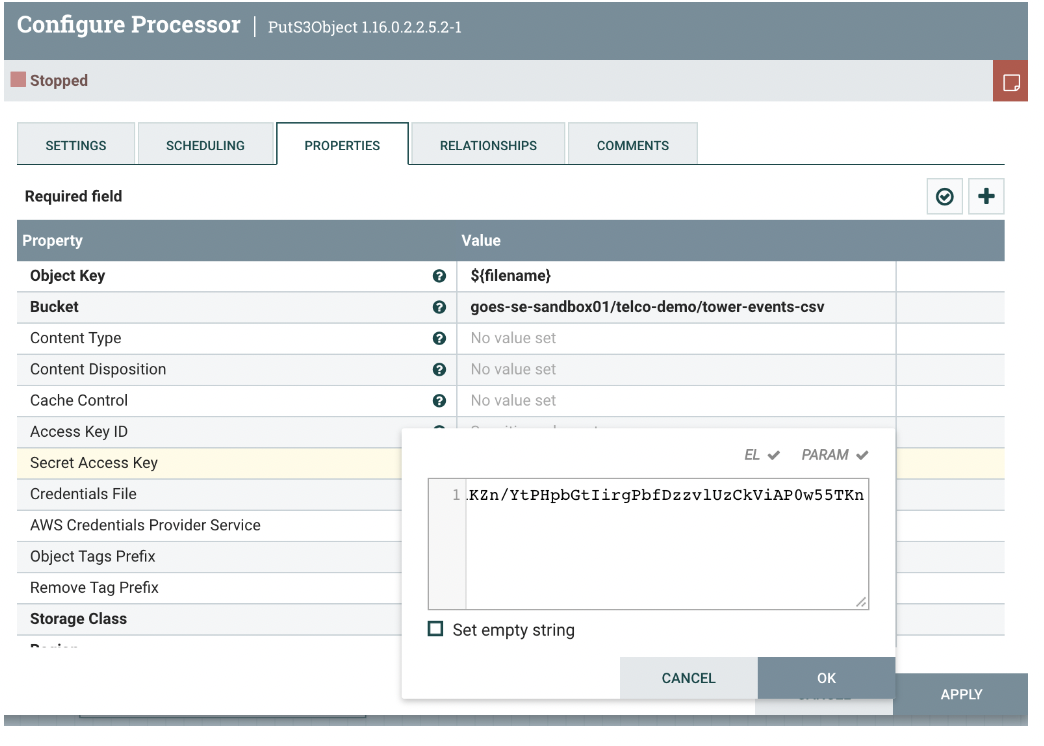 Configure Processor | PutS3Object 1.16.0.2.2.5.2-1
Stopped
SETTINGS
SCHEDULING
PROPERTIES
RELATIONSHIPS
COMMENTS
Required field
Property Value
Object Key ${filename}
Bucket goes-se-sandbox01/telco-demo/tower-events-csv
Content Type No value set
Content Disposition No value set
Cache Control No value set
Access Key ID
Secret Access Key
Credentials File
AWS Credentials Provider Service
Object Tags Prefix
Remove Tag Prefix
Storage Class
EL PARAM
1 KZn/YtPHpbGtIirgPbfDzzvlUzCkViAP0w55TKn
Set empty string
CANCEL
OK
APPLY